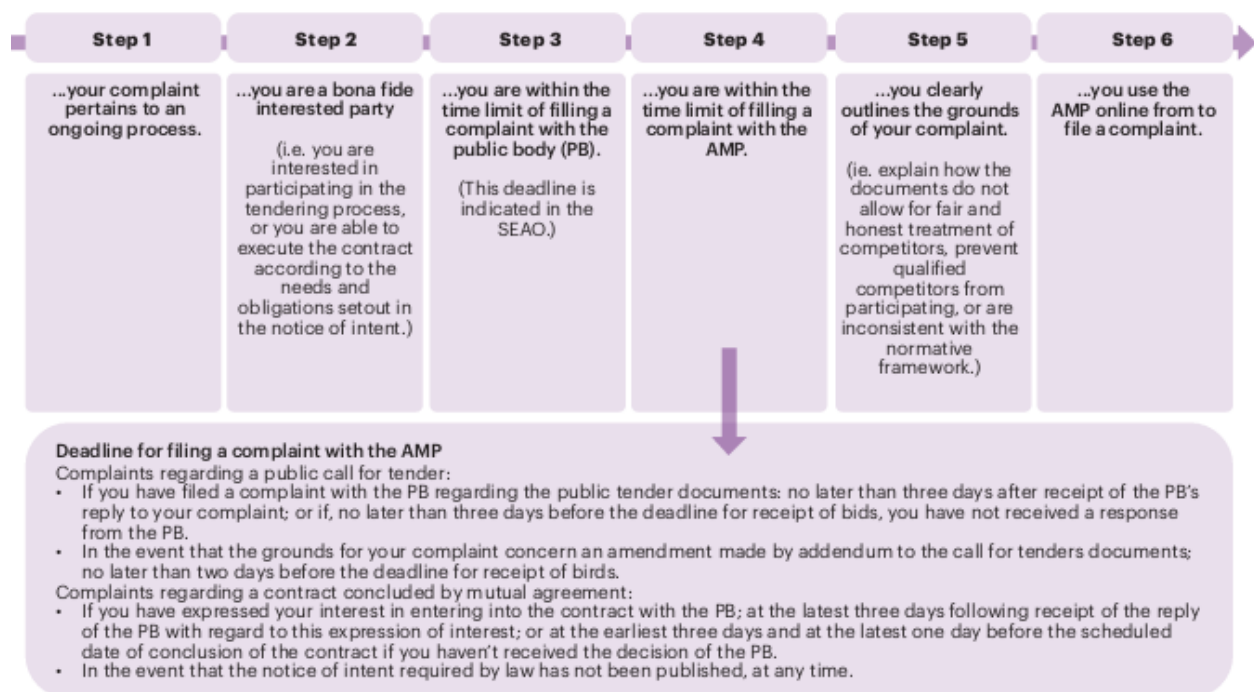 Step 1
Step 2
Step 3
Step 4
Step 5
Step 6
...your complaint
pertains to an
ongoing process.
...you are a bona fide
interested party
(i.e. you are
interested in
participating in the
tendering process,
or you are able to
execute the contract
according to the
needs and
obligations setout in
the notice of intent.)
...you are within the
time limit of filling a
complaint with the
public body (PB).
(This deadline is
indicated in the
SEAO.)
...you are within the
time limit of filling a
complaint with the
AMP.
...you clearly
outlines the grounds
of your complaint.
(ie. explain how the
documents do not
allow for fair and
honest treatment of
competitors, prevent
qualified
competitors from
participating, or are
inconsistent with the
normative
framework.)
...you use the
AMP online from to
file a complaint.
Deadline for filing a complaint with the AMP
Complaints regarding a public call for tender:
• If you have filed a complaint with the PB regarding the public tender documents: no later than three days after receipt of the PB's
reply to your complaint; or if, no later than three days before the deadline for receipt of bids, you have not received a response
from the PB.
• In the event that the grounds for your complaint concern an amendment made by addendum to the call for tenders documents;
no later than two days before the deadline for receipt of birds.
Complaints regarding a contract concluded by mutual agreement:
• If you have expressed your interest in entering into the contract with the PB; at the latest three days following receipt of the reply
of the PB with regard to this expression of interest; or at the earliest three days and at the latest one day before the scheduled
date of conclusion of the contract if you haven't received the decision of the PB.
• In the event that the notice of intent required by law has not been published, at any time.